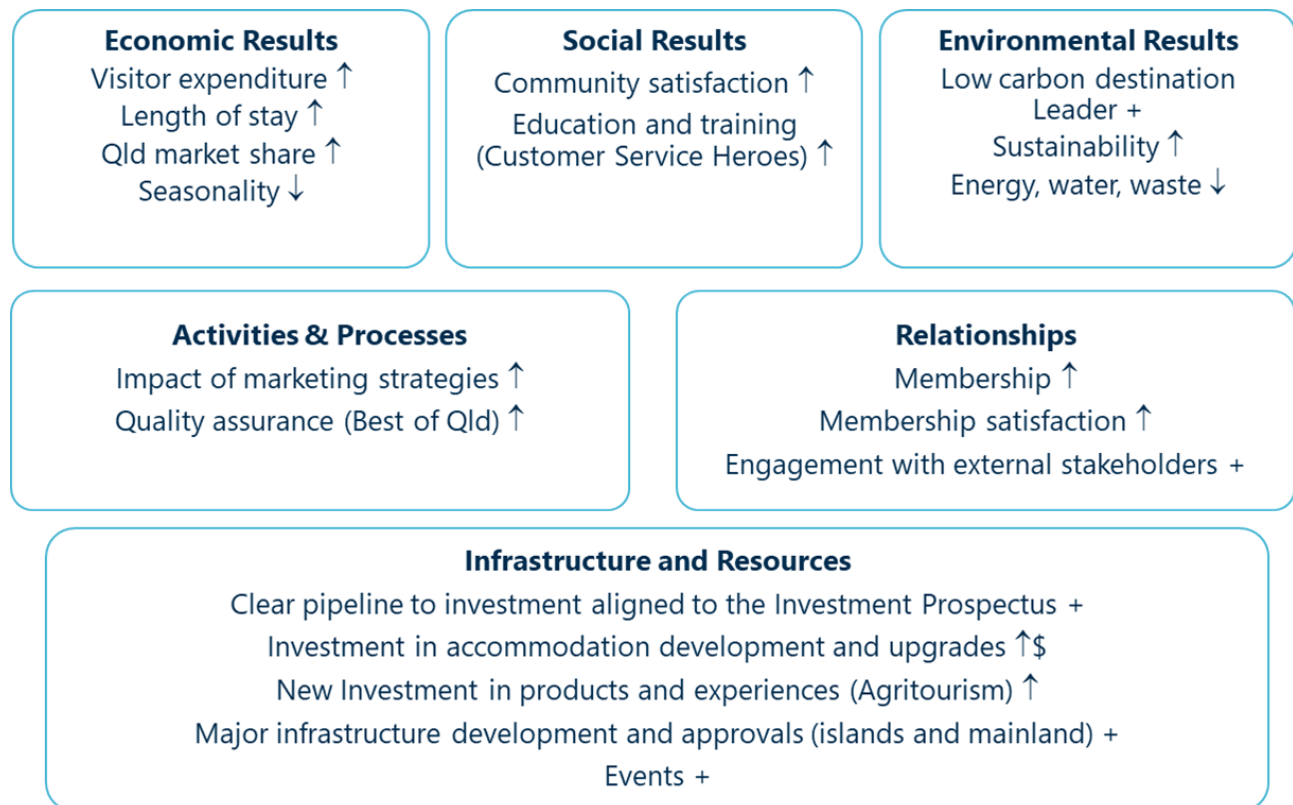 Economic Results
Visitor expenditure ↑
Length of stay ↑
Qld market share ↑
Seasonality ↓
Social Results
Community satisfaction ↑
Education and training
(Customer Service Heroes) ↑
Environmental Results
Low carbon destination
Leader +
Sustainability ↑
Energy, water, waste ↓
Activities & Processes
Impact of marketing strategies ↑
Quality assurance (Best of Qld) ↑
Relationships
Membership ↑
Membership satisfaction ↑
Engagement with external stakeholders +
Infrastructure and Resources
Clear pipeline to investment aligned to the Investment Prospectus +
Investment in accommodation development and upgrades ↑$
New Investment in products and experiences (Agritourism) ↑
Major infrastructure development and approvals (islands and mainland) +
Events +